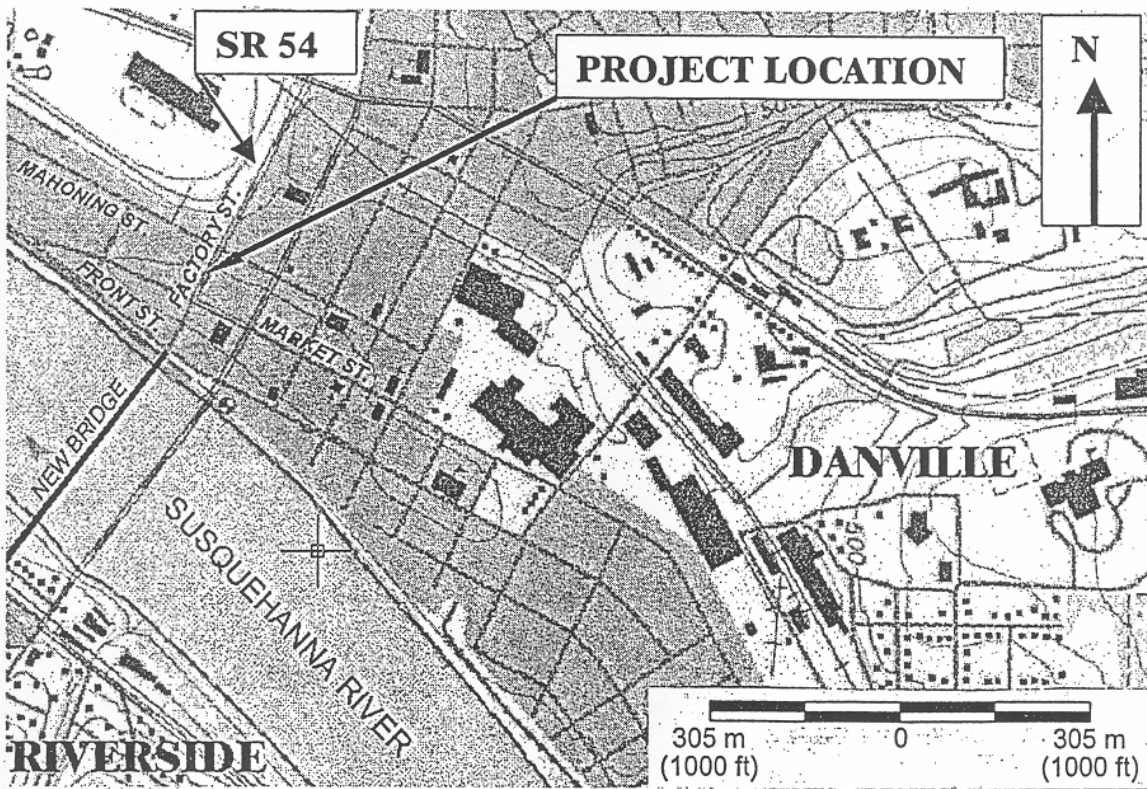 SR 54
PROJECT LOCATION
N
MAHONING ST.
FACTORY ST.
FRONT ST.
MARKET ST.
NEW BRIDGE
DANVILLE
SUSQUEHANNA RIVER
500
RIVERSIDE
305 m 0 305 m
(1000 ft) (1000 ft)